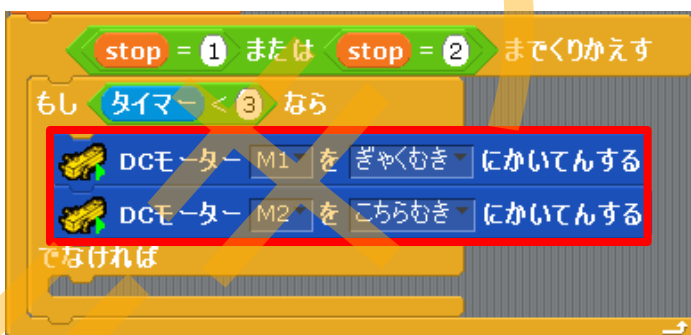 stop = 1 または stop = 2 までくりかえす
もし タイマー < 3 なら
DCモーター M1 を ぎゃくむき にかいてんする
DCモーター M2 を こちらむき にかいてんする
でなければ